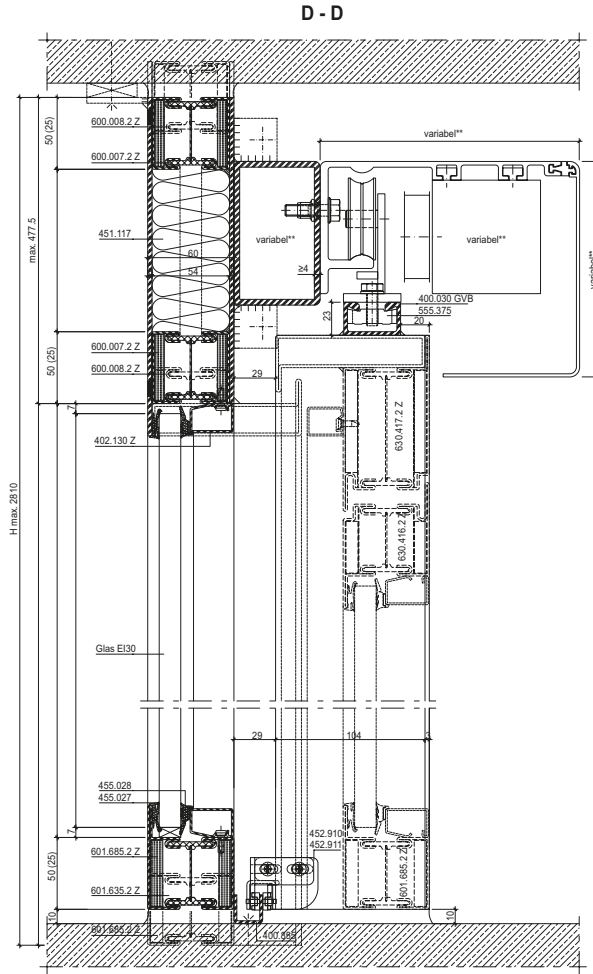 D - D
variabel**
600.008.2 Z
50 (25)
600.007.2 Z
max. 477.5
451.117
variabel**
variabel**
variabel**
60
54
≥4
400.030 GVB
555.375
23
20
600.007.2 Z
50 (25)
600.008.2 Z
29
7
402.130 Z
630.417.2 Z
H max. 2810
630.416.2 Z
Glas EI30
29
104
3
455.028
455.027
7
452.910
452.911
601.685.2 Z
50 (25)
601.685.2 Z
601.635.2 Z
10
10
601.685.2 Z
400.355